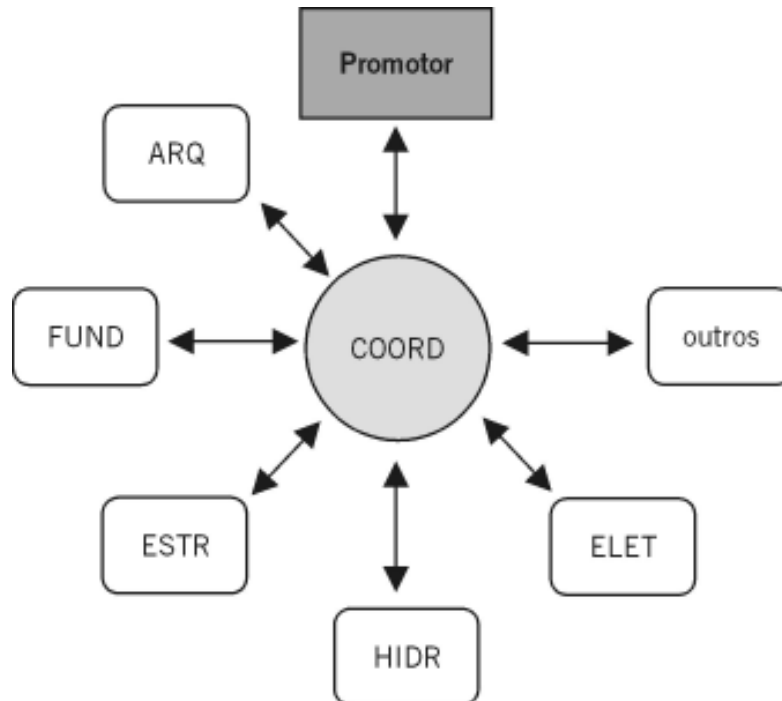 Promotor
ARQ
FUND
COORD
outros
ESTR
ELET
HIDR